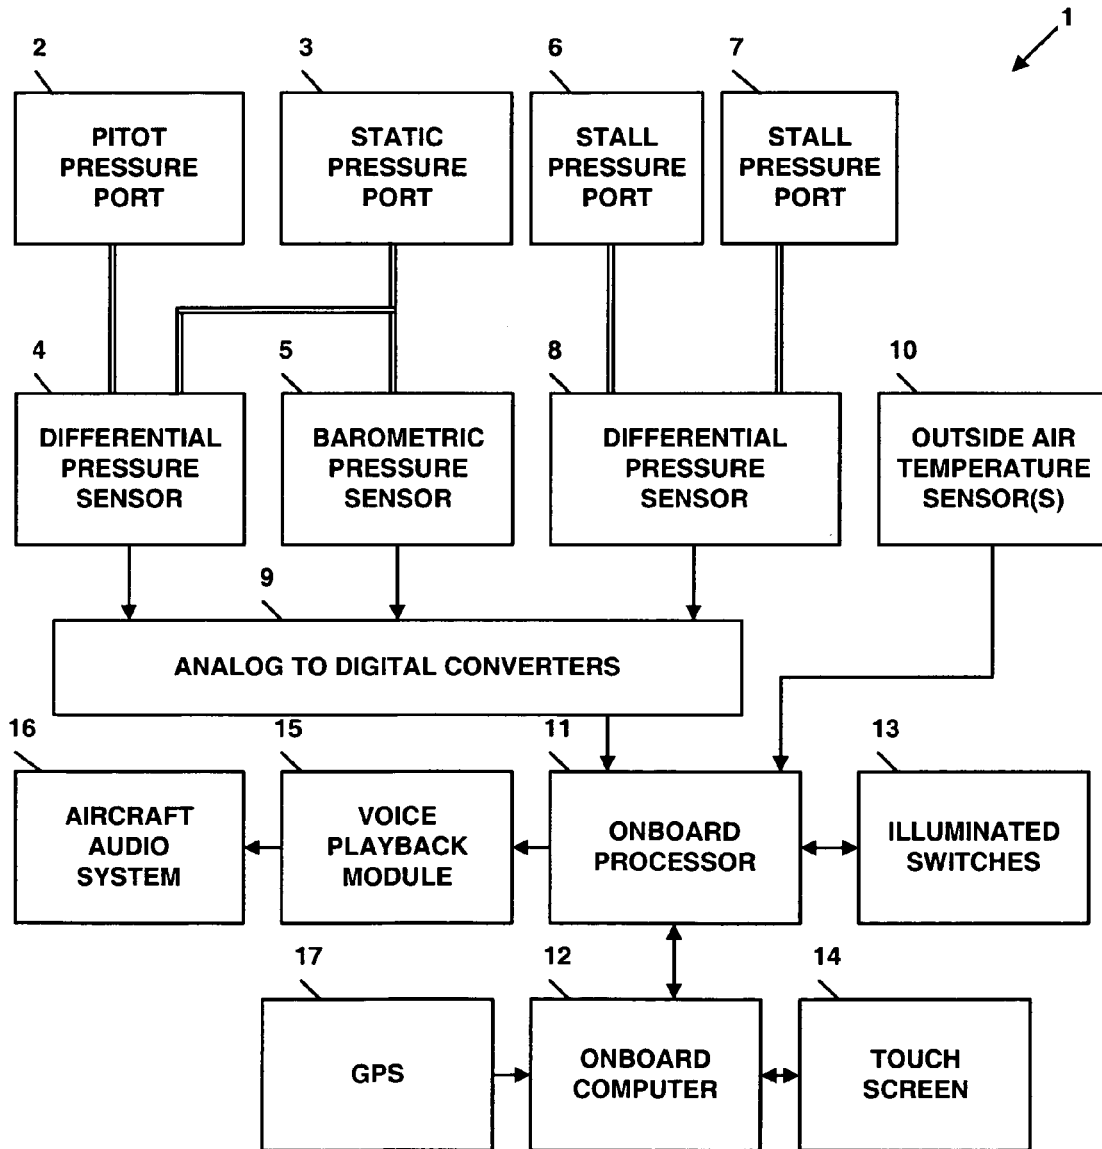 1
2
3
6
7
PITOT
PRESSURE
PORT
STATIC
PRESSURE
PORT
STALL
PRESSURE
PORT
STALL
PRESSURE
PORT
4
5
8
10
DIFFERENTIAL
PRESSURE
SENSOR
BAROMETRIC
PRESSURE
SENSOR
DIFFERENTIAL
PRESSURE
SENSOR
OUTSIDE AIR
TEMPERATURE
SENSOR(S)
9
ANALOG TO DIGITAL CONVERTERS
16
15
11
13
AIRCRAFT
AUDIO
SYSTEM
VOICE
PLAYBACK
MODULE
ONBOARD
PROCESSOR
ILLUMINATED
SWITCHES
17
12
14
GPS
ONBOARD
COMPUTER
TOUCH
SCREEN